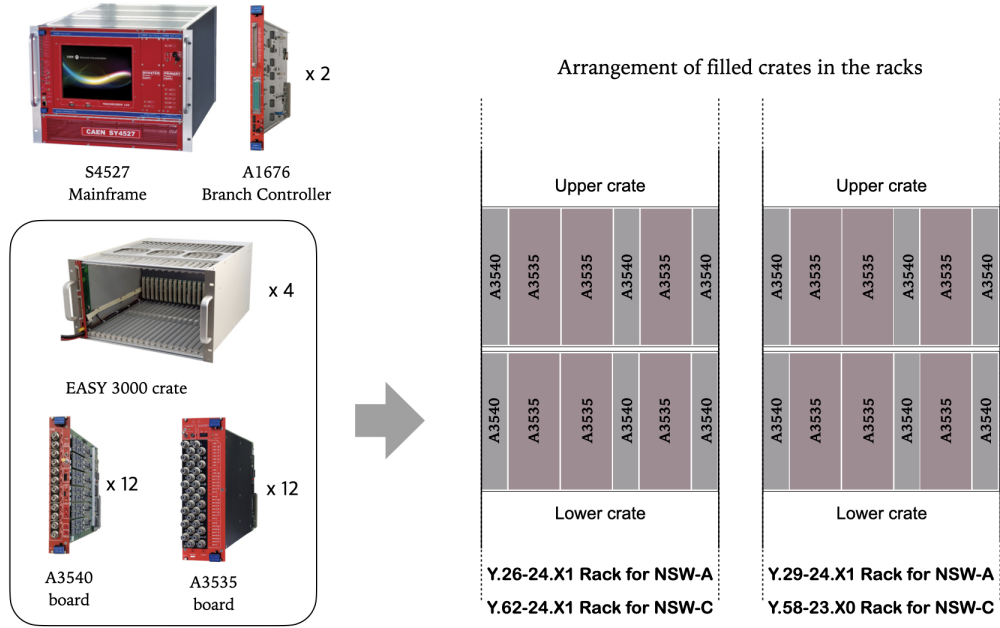 x 2
CAEN SY4527
S4527
Mainframe
A1676
Branch Controller
x 4
EASY 3000 crate
x 12
A3540
board
x 12
A3535
board
Arrangement of filled crates in the racks
Upper crate
A3540 A3535 A3535 A3540 A3535 A3540
A3540 A3535 A3535 A3540 A3535 A3540
Lower crate
Y.26-24.X1 Rack for NSW-A
Y.62-24.X1 Rack for NSW-C
Upper crate
A3540 A3535 A3535 A3540 A3535 A3540
A3540 A3535 A3535 A3540 A3535 A3540
Lower crate
Y.29-24.X1 Rack for NSW-A
Y.58-23.X0 Rack for NSW-C